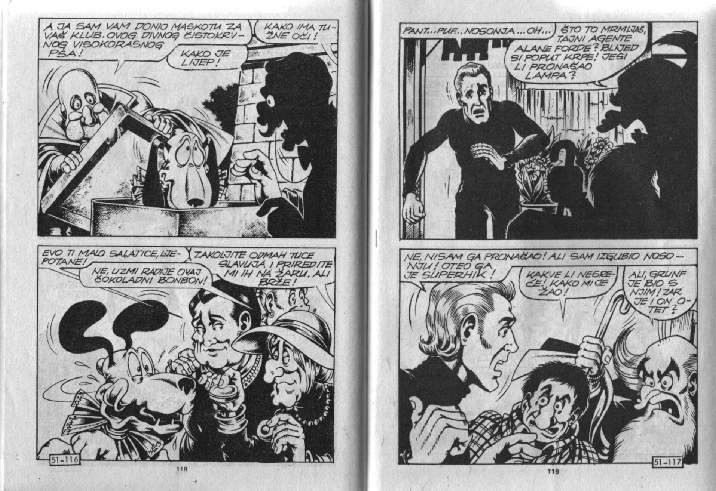 A JA SAM VAM DONIO MASKOTU ZA
VAŠ KLUB. OVOG DIVNOG ČISTOKRV-
NOG VISOKORASNOG
PSA!
KAKO JE
LIJEP!
KAKO IMA TU-
ŽNE OČI!
EVO TI MALO SALATICE, LJE-
POTANE!
NE, UZMI RADIJE OVAJ
ČOKOLADNI BONBON!
ZAKOLJITE ODMAH TUCE
SLAVUJA I PRIREDITE
MI IH NA ŽARU, ALI
BRŽE!
51-116
118
PANT...PUF...NOSONJA...OH...
ŠTO TO MRMLJAŠ,
TAJNI AGENTE
ALANE FORDE? BLIJED
SI POPUT KRPE! JESI
LI PRONAŠAO
LAMPA?
NE, NISAM GA PRONAŠAO! ALI SAM IZGUBIO NOSO-
NJU! OTEO GA
JE SUPERHIK!
KAKVE LI NESRE-
ĆE! KAKO MI JE
ŽAO!
ALI, GRUNF
JE BIO S
NJIM! ZAR
JE I ON O-
TET?
51-117
119